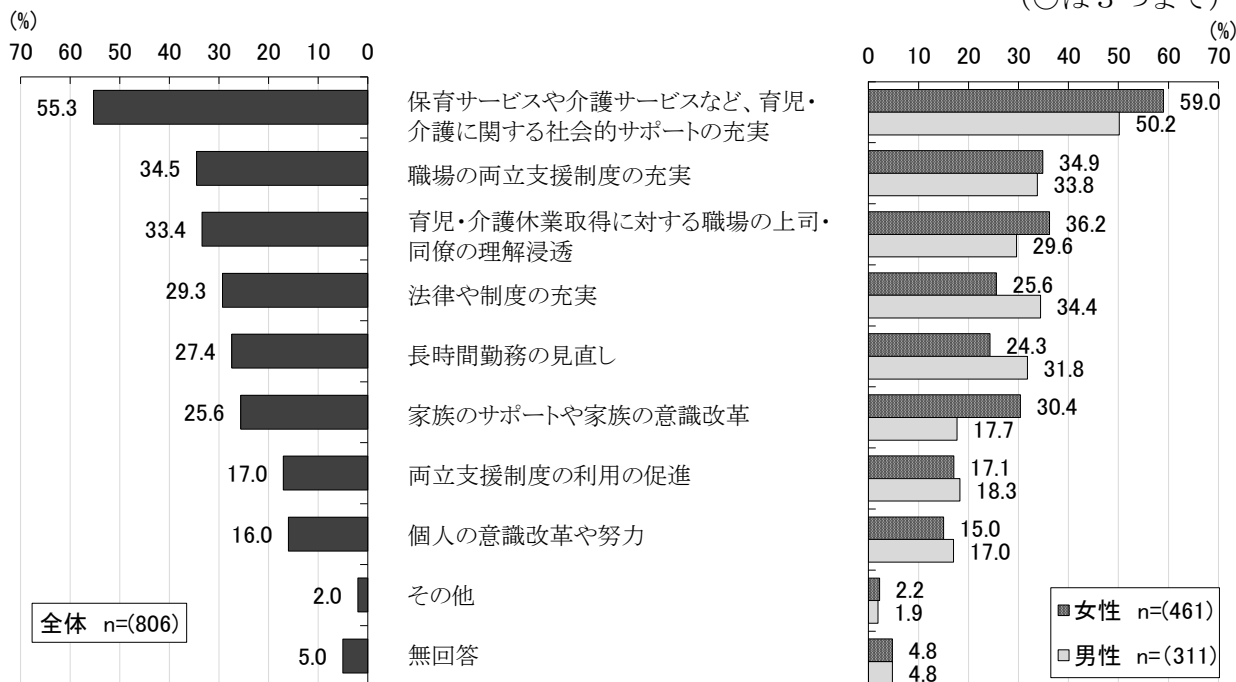 (○は3つまで)
(%)
70 60 50 40 30 20 10 0
(%)
0 10 20 30 40 50 60 70
55.3
保育サービスや介護サービスなど、育児・
介護に関する社会的サポートの充実
59.0
50.2
34.5
職場の両立支援制度の充実
34.9
33.8
33.4
育児・介護休業取得に対する職場の上司・
同僚の理解浸透
36.2
29.6
29.3
法律や制度の充実
25.6
34.4
27.4
長時間勤務の見直し
24.3
31.8
25.6
家族のサポートや家族の意識改革
30.4
17.7
17.0
両立支援制度の利用の促進
17.1
18.3
16.0
個人の意識改革や努力
15.0
17.0
2.0
その他
2.2
1.9
5.0
無回答
4.8
4.8
全体 n=(806)
女性 n=(461)
男性 n=(311)